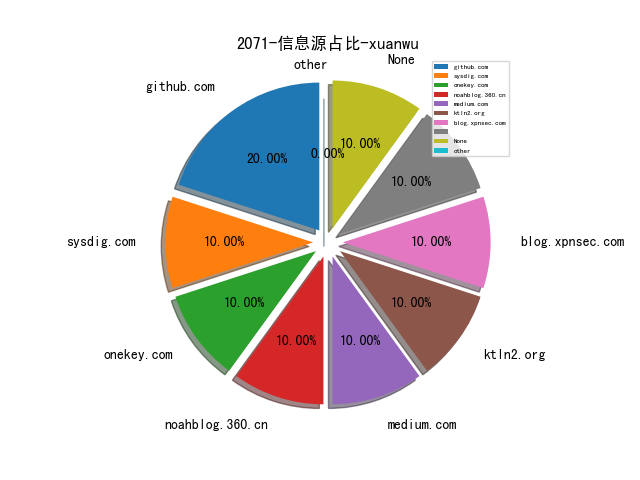 2071-信息源占比-xuanwu
other
None
github.com
github.com
sysdig.com
onekey.com
noahblog.360.cn
medium.com
ktln2.org
blog.xpnsec.com
None
other
20.00%
0.00%
10.00%
10.00%
sysdig.com
10.00%
10.00%
blog.xpnsec.com
10.00%
10.00%
10.00%
10.00%
onekey.com
ktln2.org
noahblog.360.cn
medium.com